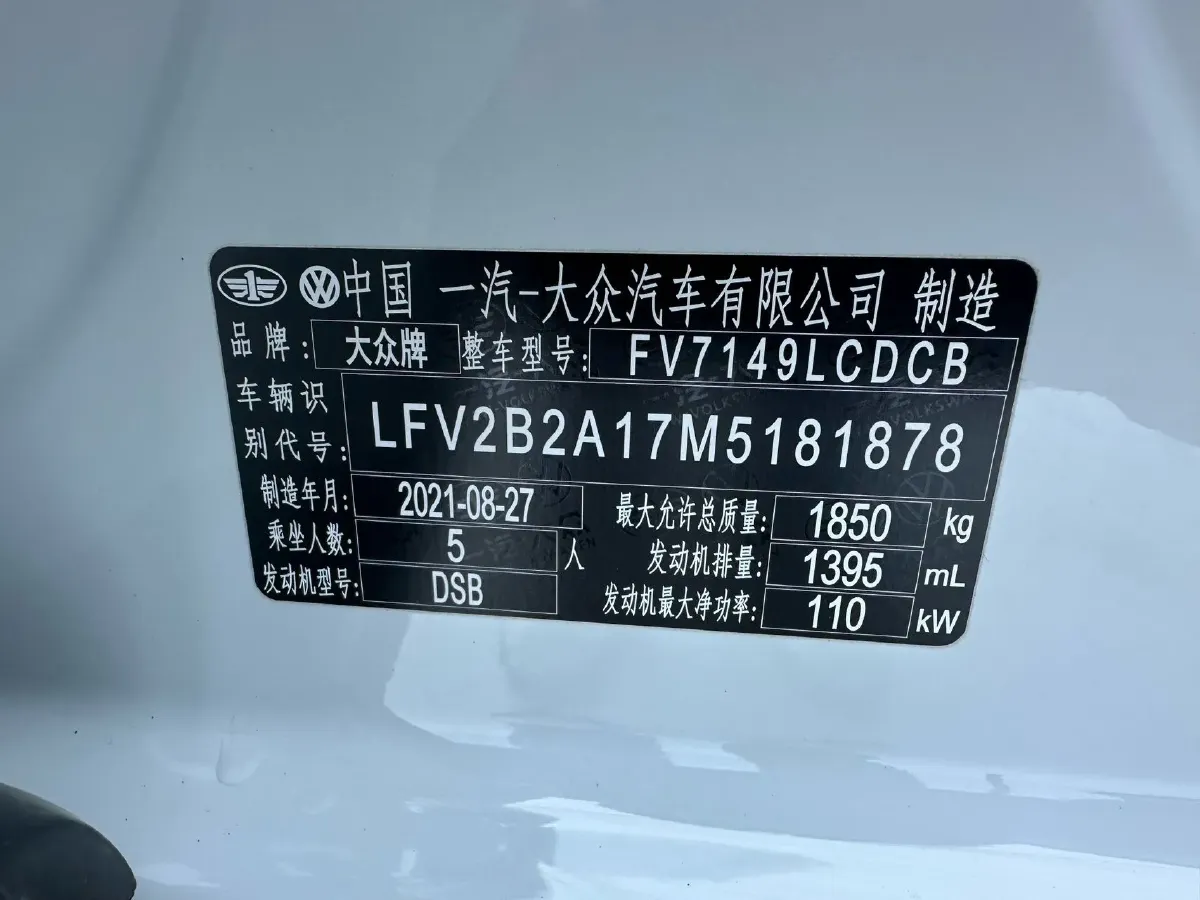 中国 一汽-大众汽车有限公司 制造
品牌: 大众牌 整车型号: FV7149LCDCB
车辆识别代号: LFV2B2A17M5181878
制造年月: 2021-08-27 最大允许总质量: 1850 kg
乘坐人数: 5 人 发动机排量: 1395 mL
发动机型号: DSB 发动机最大净功率: 110 kW